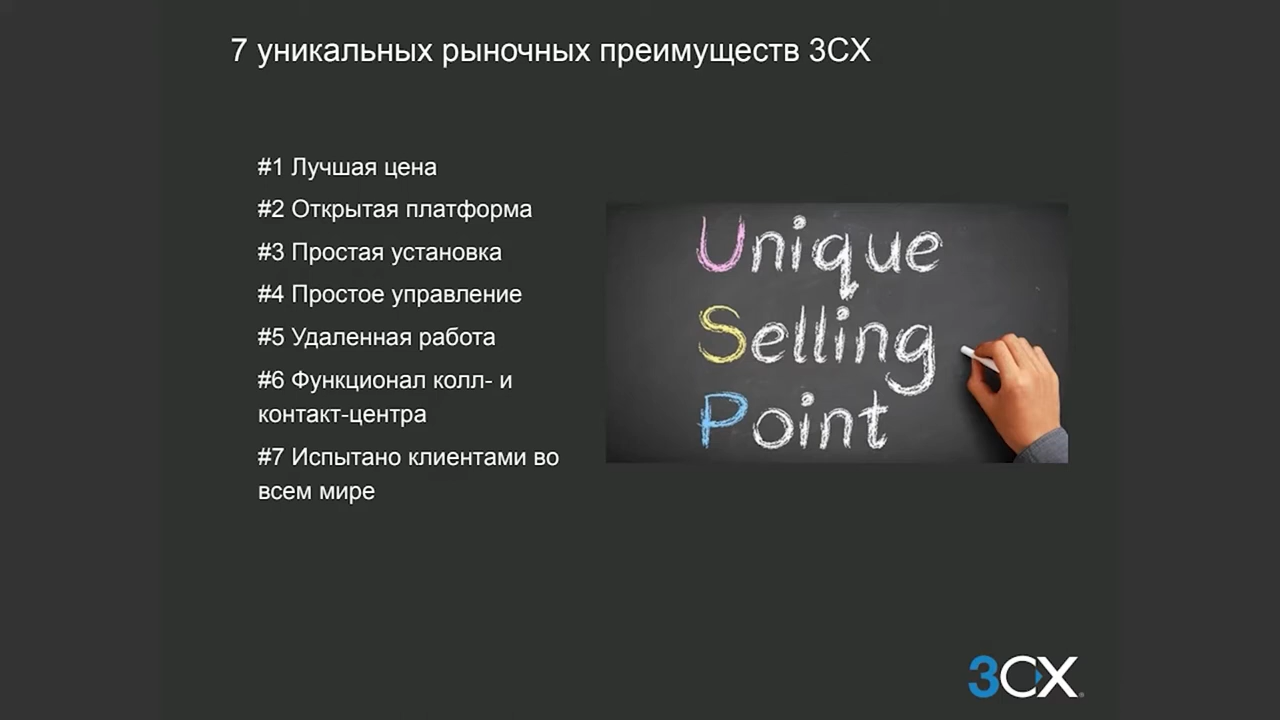 7 уникальных рыночных преимуществ 3CX
#1 Лучшая цена
#2 Открытая платформа
#3 Простая установка
#4 Простое управление
#5 Удаленная работа
#6 Функционал колл- и
контакт-центра
#7 Испытано клиентами во
всем мире
Unique
Selling
Point
3CX®